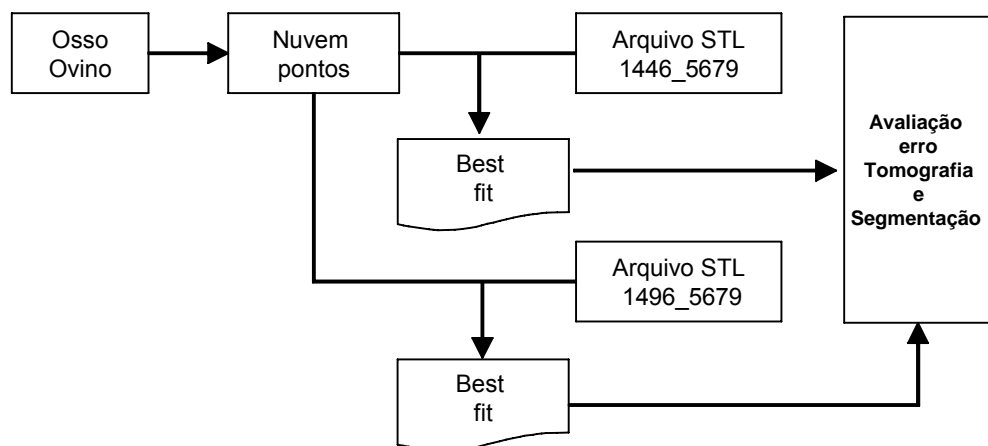 Osso
Ovino
Nuvem
pontos
Arquivo STL
1446_5679
Best
fit
Avaliação
erro
Tomografia
e
Segmentação
Arquivo STL
1496_5679
Best
fit